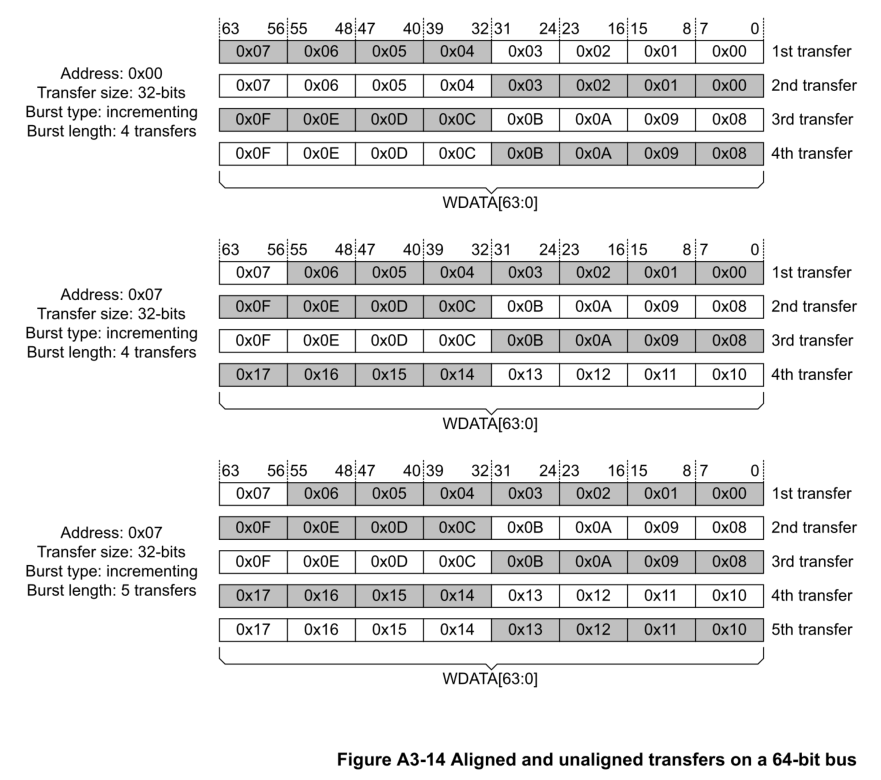 63 56 55 48 47 40 39 32 31 24 23 16 15 8 7 0
0x07 0x06 0x05 0x04 0x03 0x02 0x01 0x00 1st transfer
Address: 0x00
0x07 0x06 0x05 0x04 0x03 0x02 0x01 0x00 2nd transfer
Transfer size: 32-bits
Burst type: incrementing
0x0F 0x0E 0x0D 0x0C 0x0B 0x0A 0x09 0x08 3rd transfer
Burst length: 4 transfers
0x0F 0x0E 0x0D 0x0C 0x0B 0x0A 0x09 0x08 4th transfer
WDATA[63:0]
63 56 55 48 47 40 39 32 31 24 23 16 15 8 7 0
0x07 0x06 0x05 0x04 0x03 0x02 0x01 0x00 1st transfer
Address: 0x07
0x0F 0x0E 0x0D 0x0C 0x0B 0x0A 0x09 0x08 2nd transfer
Transfer size: 32-bits
Burst type: incrementing
0x0F 0x0E 0x0D 0x0C 0x0B 0x0A 0x09 0x08 3rd transfer
Burst length: 4 transfers
0x17 0x16 0x15 0x14 0x13 0x12 0x11 0x10 4th transfer
WDATA[63:0]
63 56 55 48 47 40 39 32 31 24 23 16 15 8 7 0
0x07 0x06 0x05 0x04 0x03 0x02 0x01 0x00 1st transfer
0x0F 0x0E 0x0D 0x0C 0x0B 0x0A 0x09 0x08 2nd transfer
Address: 0x07
Transfer size: 32-bits
0x0F 0x0E 0x0D 0x0C 0x0B 0x0A 0x09 0x08 3rd transfer
Burst type: incrementing
Burst length: 5 transfers
0x17 0x16 0x15 0x14 0x13 0x12 0x11 0x10 4th transfer
0x17 0x16 0x15 0x14 0x13 0x12 0x11 0x10 5th transfer
WDATA[63:0]
Figure A3-14 Aligned and unaligned transfers on a 64-bit bus